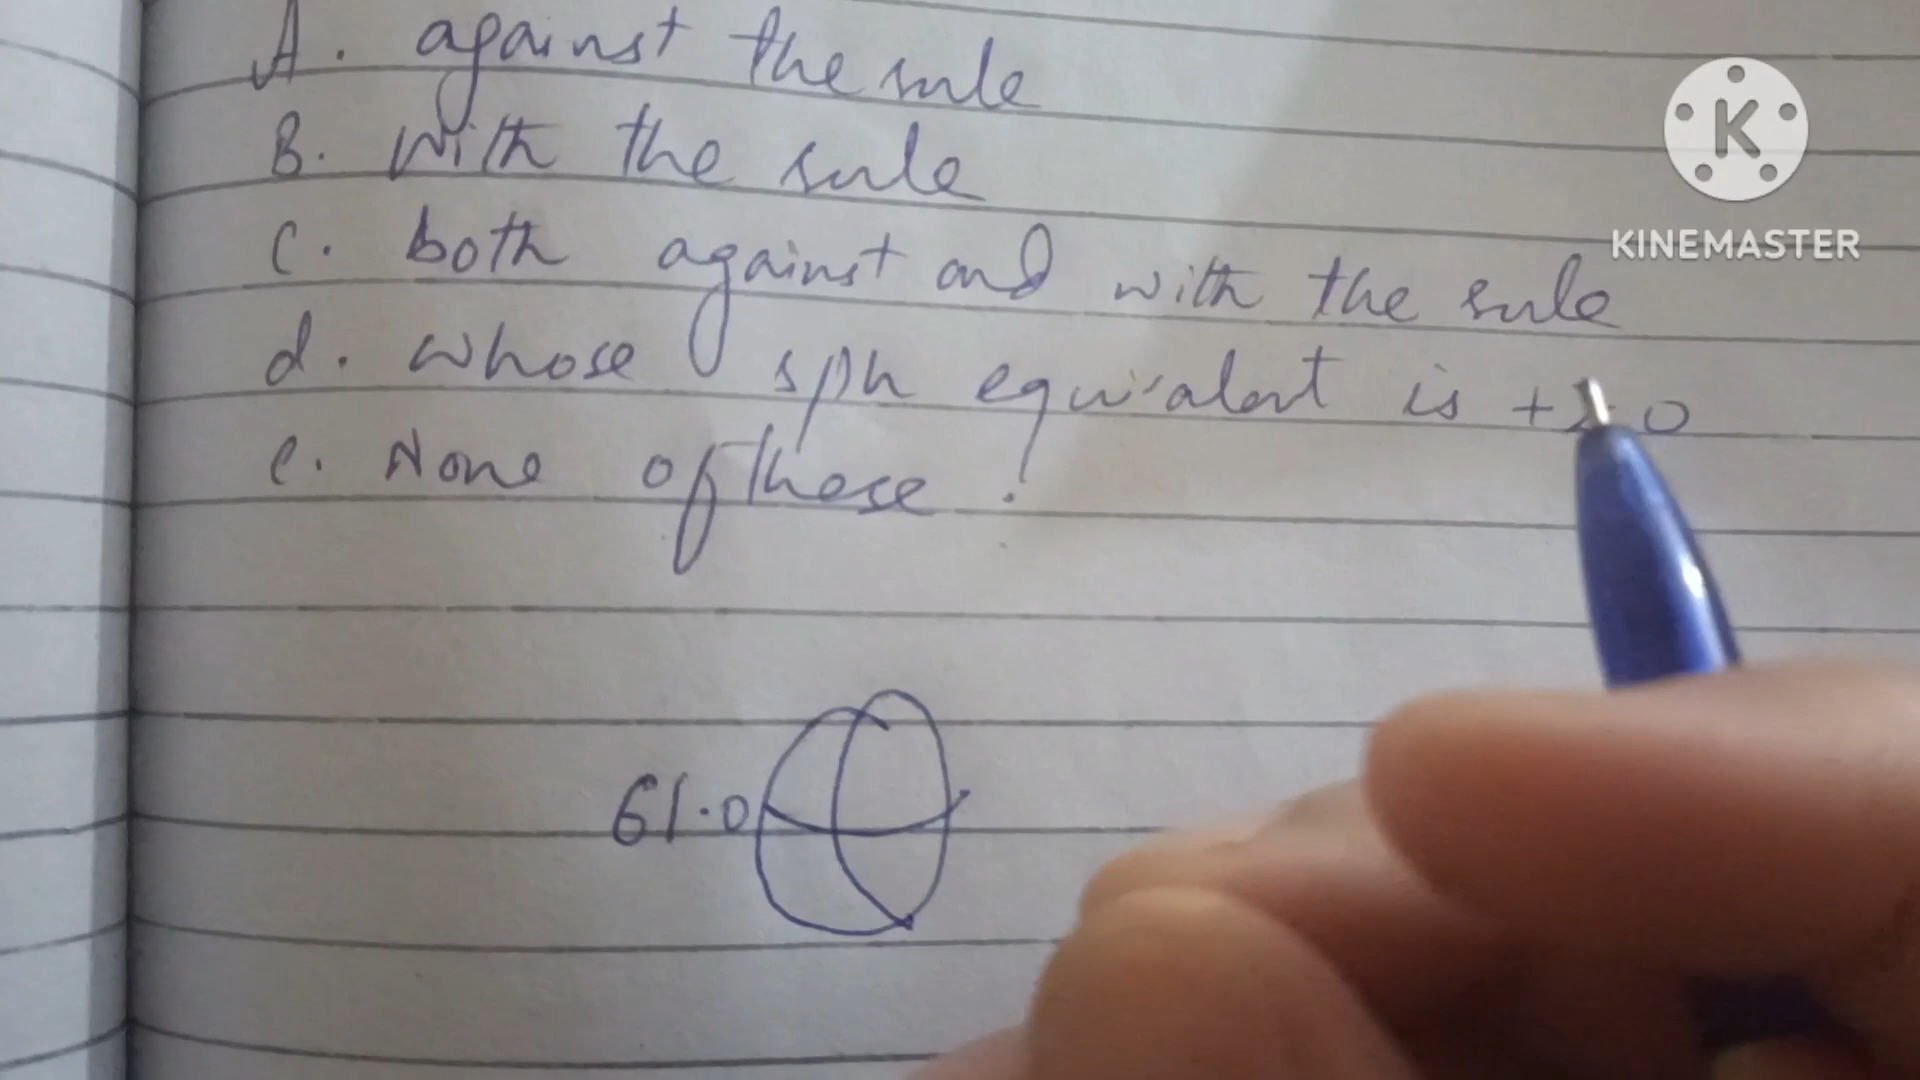 A. against the rule
B. with the rule
C. both against and with the rule
d. whose sph equivalent is +
e. None of these !
61.0
K
KINEMASTER